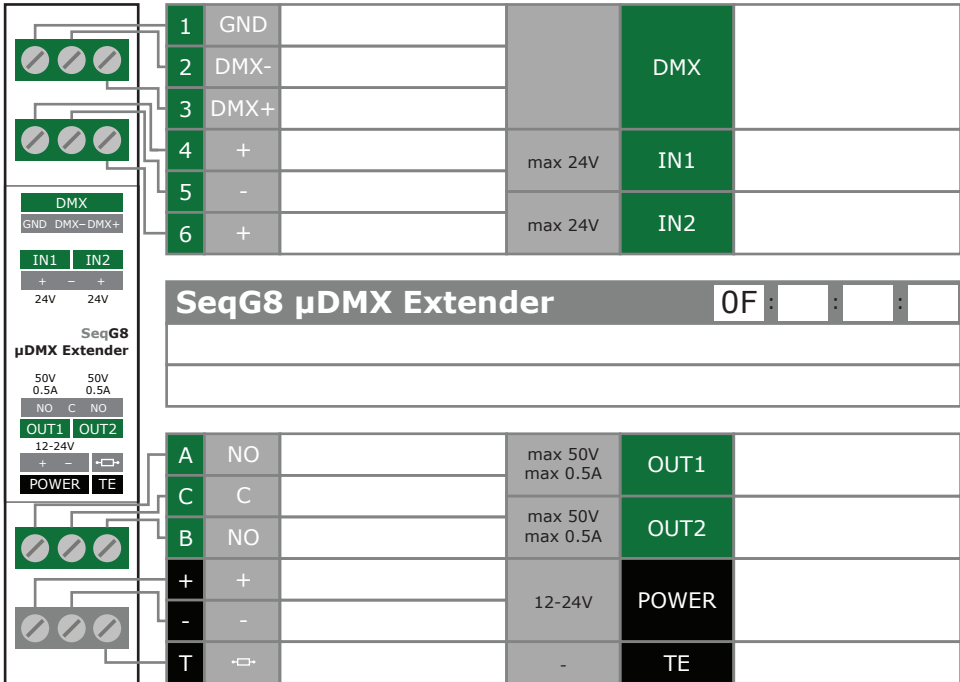 DMX
GND DMX− DMX+
IN1 IN2
+ − +
24V 24V
SeqG8
µDMX Extender
50V 50V
0.5A 0.5A
NO C NO
OUT1 OUT2
12-24V
+ −
POWER TE
1 GND
2 DMX-
3 DMX+
DMX
4 +
5 -
6 +
max 24V IN1
max 24V IN2
SeqG8 µDMX Extender 0F : : :
A NO
C C
B NO
max 50V
max 0.5A
OUT1
max 50V
max 0.5A
OUT2
+ +
- -
12-24V POWER
T - TE